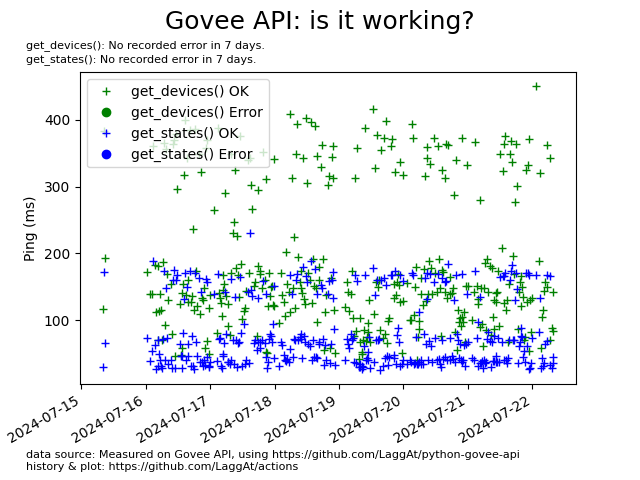 Govee API: is it working?
get_devices(): No recorded error in 7 days.
get_states(): No recorded error in 7 days.
get_devices() OK
get_devices() Error
get_states() OK
get_states() Error
Ping (ms)
400
300
200
100
2024-07-15
2024-07-16
2024-07-17
2024-07-18
2024-07-19
2024-07-20
2024-07-21
2024-07-22
data source: Measured on Govee API, using https://github.com/LaggAt/python-govee-api
history & plot: https://github.com/LaggAt/actions